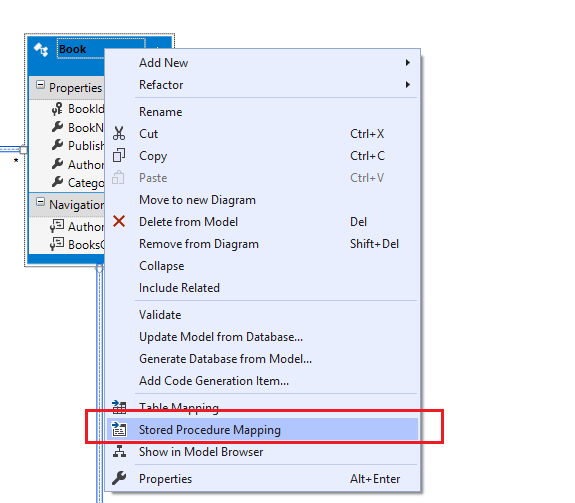 Book
Properties
BookId
BookN
Publish
Author
Catego
Navigation
Author
BooksC
Add New
Refactor
Rename
Cut Ctrl+X
Copy Ctrl+C
Paste Ctrl+V
Move to new Diagram
Delete from Model Del
Remove from Diagram Shift+Del
Collapse
Include Related
Validate
Update Model from Database...
Generate Database from Model...
Add Code Generation Item...
Table Mapping
Stored Procedure Mapping
Show in Model Browser
Properties Alt+Enter
*